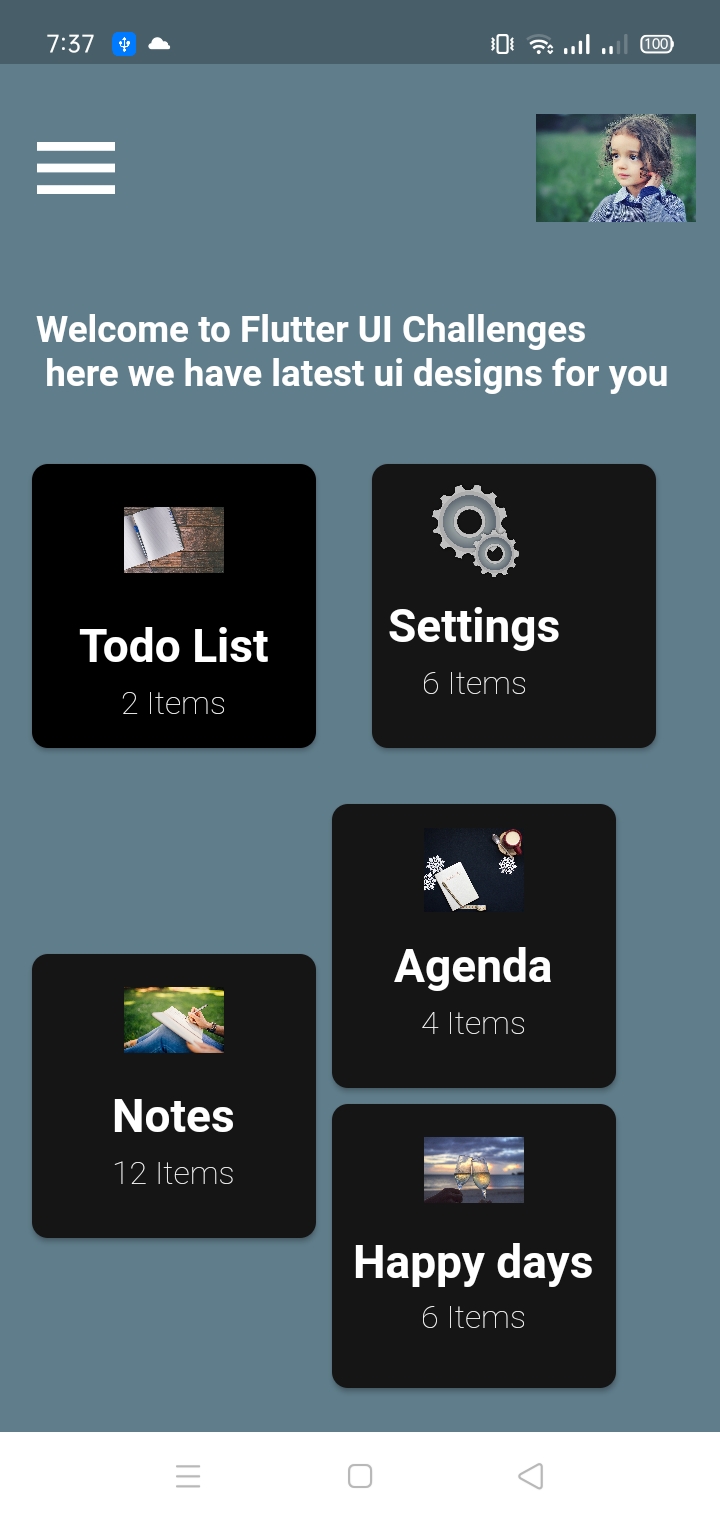 7:37
100
Welcome to Flutter UI Challenges
here we have latest ui designs for you
Todo List
2 Items
Settings
6 Items
Agenda
4 Items
Notes
12 Items
Happy days
6 Items